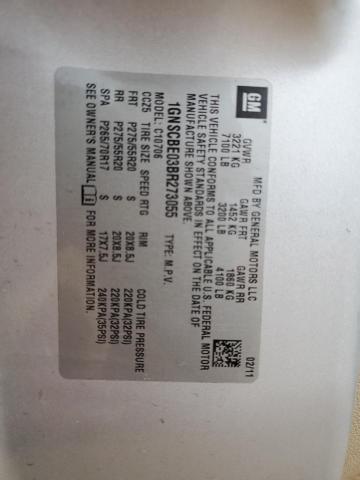 GM
MFD BY GENERAL MOTORS LLC
02/11
GVWR GAWR FRT GAWR RR
3221 KG 1452 KG 1860 KG
7100 LB 3200 LB 4100 LB
THIS VEHICLE CONFORMS TO ALL APPLICABLE U.S. FEDERAL MOTOR
VEHICLE SAFETY STANDARDS IN EFFECT ON THE DATE OF
MANUFACTURE SHOWN ABOVE.
1GNSCBE03BR273055 TYPE: M.P.V.
MODEL: C10706
CCZ5 TIRE SIZE SPEED RTG RIM COLD TIRE PRESSURE
FRT P275/55R20 S 20X8.5J 220KPA(32PSI)
RR P275/55R20 S 20X8.5J 220KPA(32PSI)
SPA P265/70R17 S 17X7.5J 240KPA(35PSI)
SEE OWNER'S MANUAL FOR MORE INFORMATION.